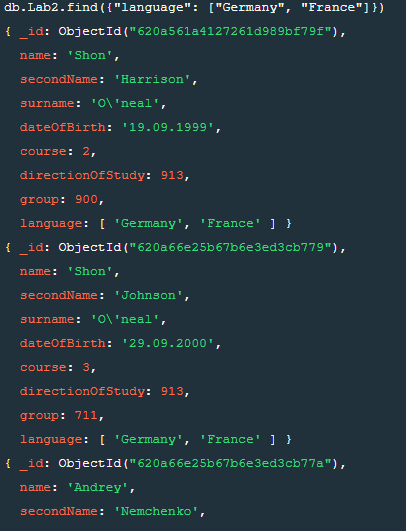 db.Lab2.find({"language": ["Germany", "France"]})
{ _id: ObjectId("620a561a4127261d989bf79f"),
name: 'Shon',
secondName: 'Harrison',
surname: 'O\'neal',
dateOfBirth: '19.09.1999',
course: 2,
directionOfStudy: 913,
group: 900,
language: [ 'Germany', 'France' ] }
{ _id: ObjectId("620a66e25b67b6e3ed3cb779"),
name: 'Shon',
secondName: 'Johnson',
surname: 'O\'neal',
dateOfBirth: '29.09.2000',
course: 3,
directionOfStudy: 913,
group: 711,
language: [ 'Germany', 'France' ] }
{ _id: ObjectId("620a66e25b67b6e3ed3cb77a"),
name: 'Andrey',
secondName: 'Nemchenko',